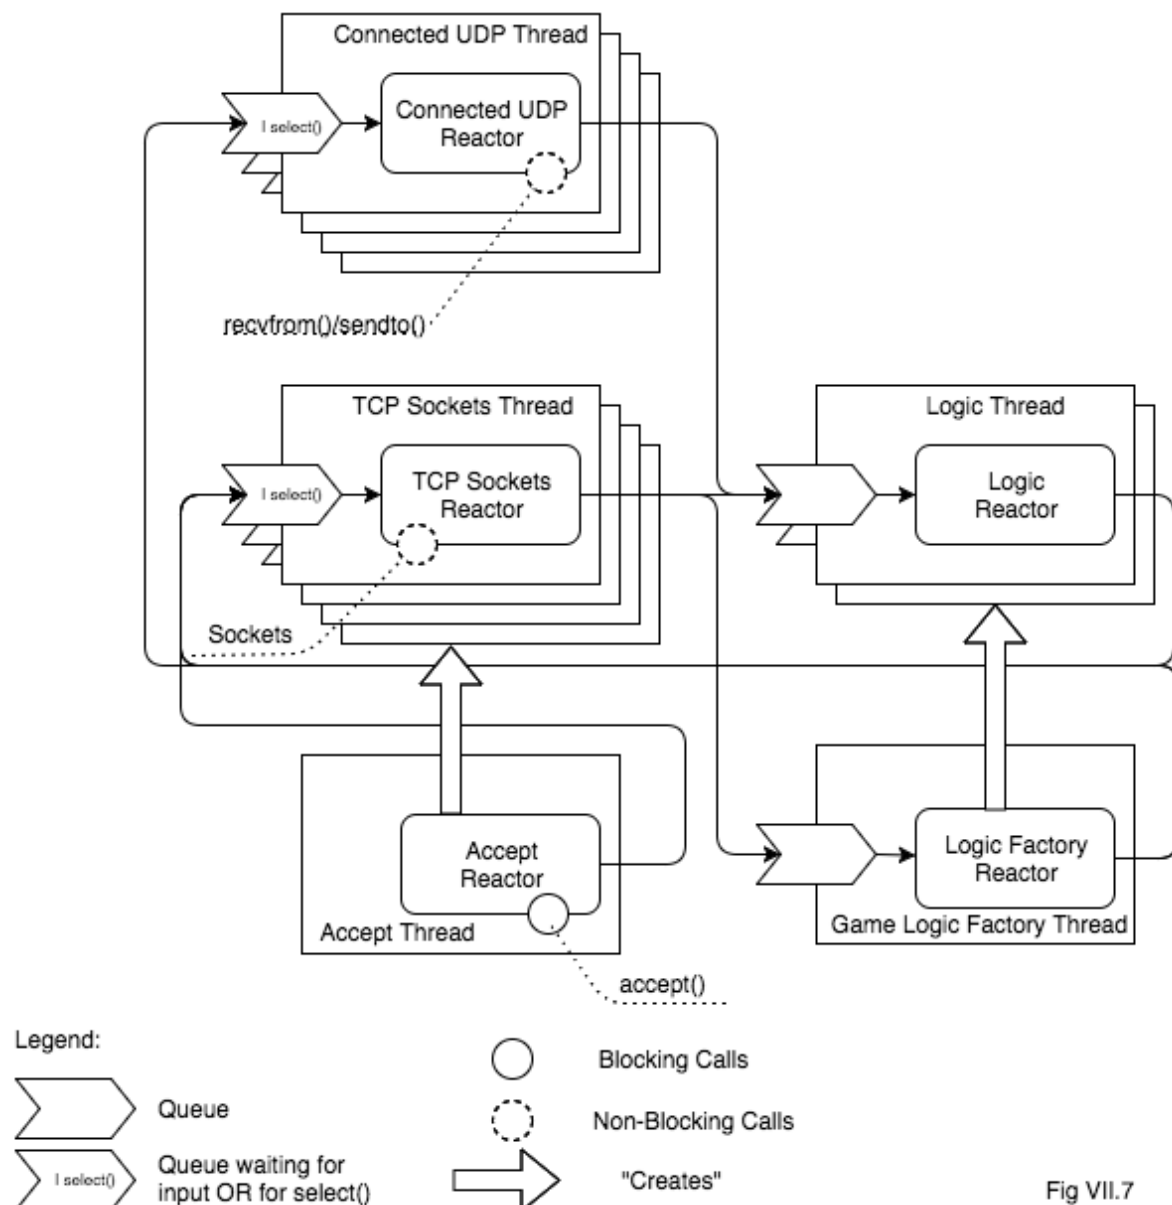 Connected UDP Thread
I select()
Connected UDP
Reactor
recvfrom()/sendto()
TCP Sockets Thread
I select()
TCP Sockets
Reactor
Sockets
Logic Thread
Logic
Reactor
Accept
Reactor
Accept Thread
accept()
Logic Factory
Reactor
Game Logic Factory Thread
Legend:
Queue
I select()
Queue waiting for
input OR for select()
Blocking Calls
Non-Blocking Calls
"Creates"
Fig VII.7